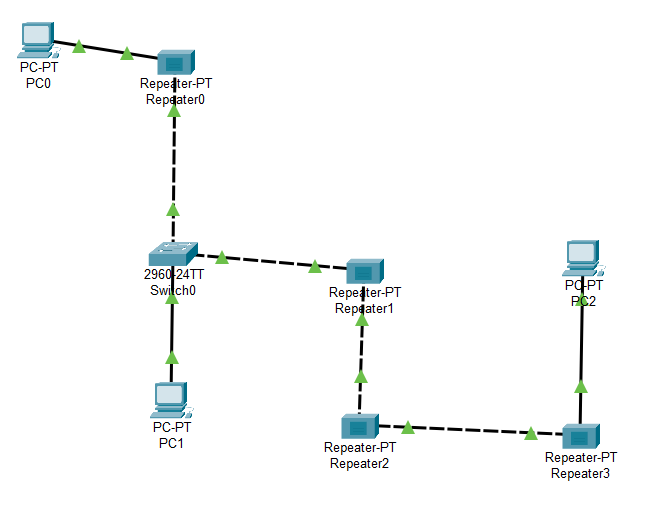 PC-PT
PC0
Repeater-PT
Repeater0
2960-24TT
Switch0
Repeater-PT
Repeater1
PC-PT
PC2
PC-PT
PC1
Repeater-PT
Repeater2
Repeater-PT
Repeater3